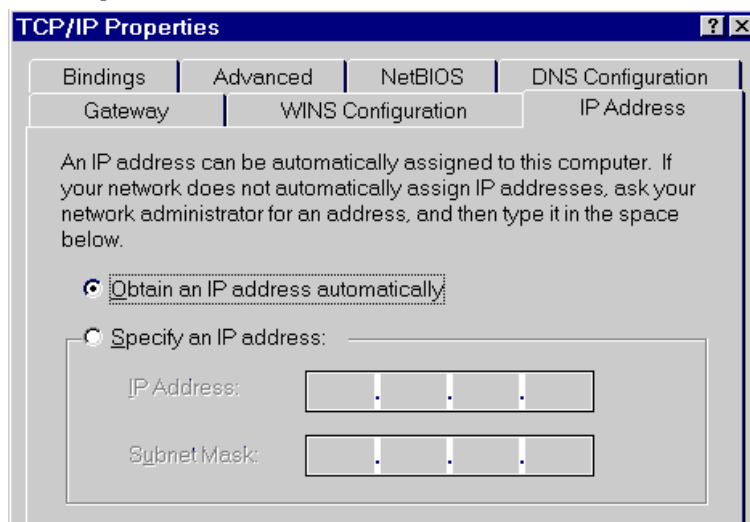 TCP/IP Properties
Bindings Advanced NetBIOS DNS Configuration
Gateway WINS Configuration IP Address
An IP address can be automatically assigned to this computer. If
your network does not automatically assign IP addresses, ask your
network administrator for an address, and then type it in the space
below.
Obtain an IP address automatically
Specify an IP address:
IP Address:
Subnet Mask: